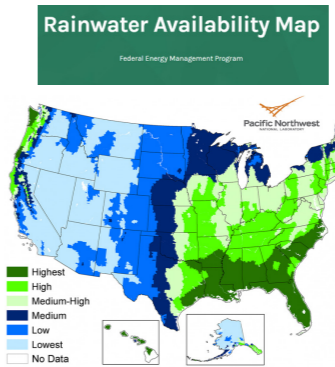 Rainwater Availability Map
Federal Energy Management Program
Pacific Northwest
NATIONAL LABORATORY
Highest
High
Medium-High
Medium
Low
Lowest
No Data